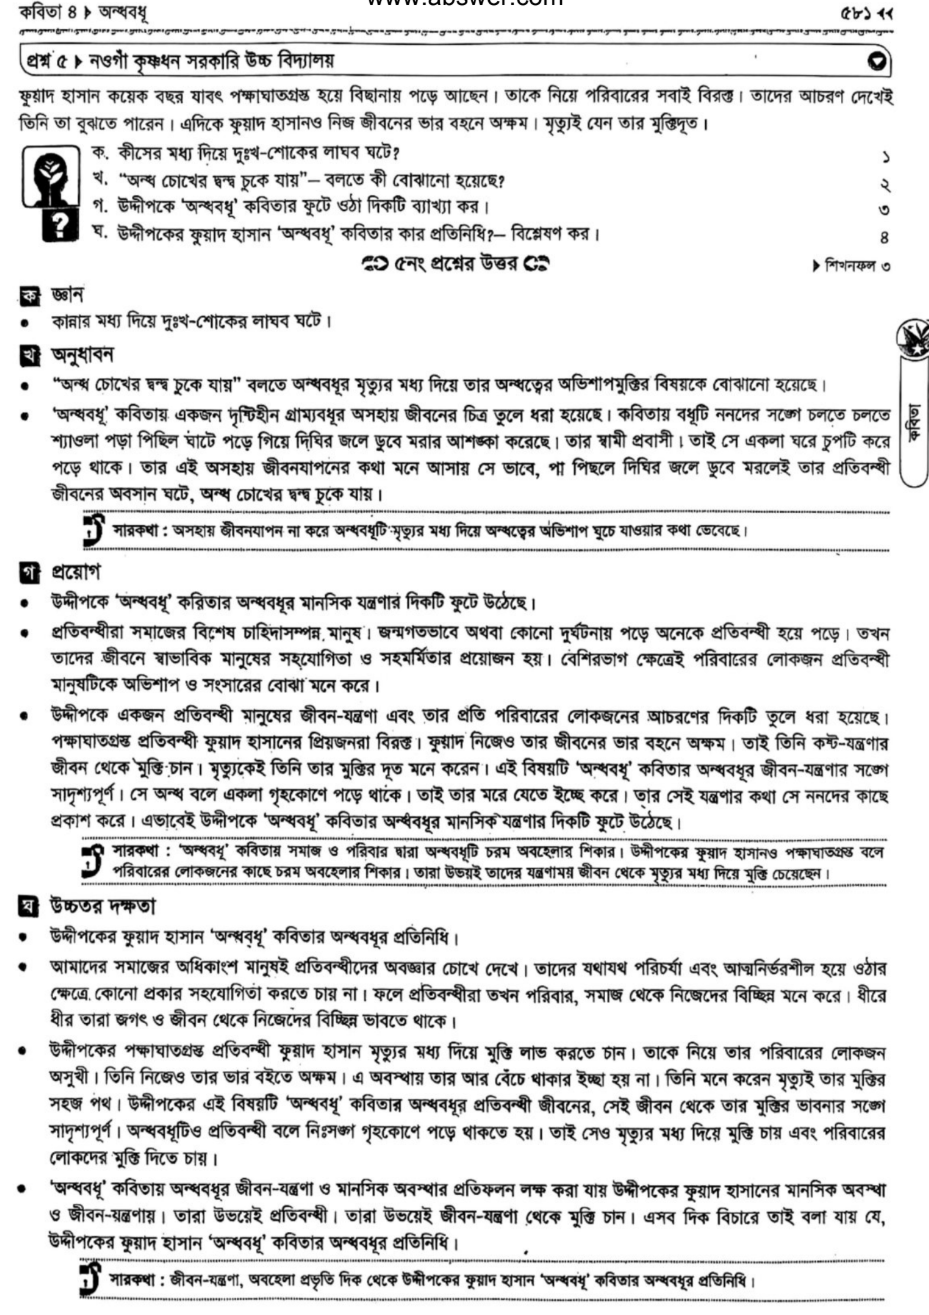 www.abswer.com
কবিতা ৪ ▶ অন্ধবধূ ৫৮১ ◀◀
প্রশ্ন ৫ ▶ নওগাঁ কৃষ্ণধন সরকারি উচ্চ বিদ্যালয়
ফুয়াদ হাসান কয়েক বছর যাবৎ পক্ষাঘাতগ্রস্ত হয়ে বিছানায় পড়ে আছেন। তাকে নিয়ে পরিবারের সবাই বিরক্ত। তাদের আচরণ দেখেই
তিনি তা বুঝতে পারেন। এদিকে ফুয়াদ হাসানও নিজ জীবনের ভার বহনে অক্ষম। মৃত্যুই যেন তার মুক্তিদূত।
ক. কীসের মধ্য দিয়ে দুঃখ-শোকের লাঘব ঘটে? ১
খ. “অন্ধ চোখের দ্বন্দ্ব চুকে যায়”— বলতে কী বোঝানো হয়েছে? ২
গ. উদ্দীপকে ‘অন্ধবধূ’ কবিতার ফুটে ওঠা দিকটি ব্যাখ্যা কর। ৩
ঘ. উদ্দীপকের ফুয়াদ হাসান ‘অন্ধবধূ’ কবিতার কার প্রতিনিধি?— বিশ্লেষণ কর। ৪
?
৫নং প্রশ্নের উত্তর ▶ শিখনফল ৩
ক জ্ঞান
• কান্নার মধ্য দিয়ে দুঃখ-শোকের লাঘব ঘটে।
খ অনুধাবন
• “অন্ধ চোখের দ্বন্দ্ব চুকে যায়” বলতে অন্ধবধূর মৃত্যুর মধ্য দিয়ে তার অন্ধত্বের অভিশাপমুক্তির বিষয়কে বোঝানো হয়েছে।
• ‘অন্ধবধূ’ কবিতায় একজন দৃষ্টিহীন গ্রাম্যবধূর অসহায় জীবনের চিত্র তুলে ধরা হয়েছে। কবিতায় বধূটি ননদের সঙ্গে চলতে চলতে
শ্যাওলা পড়া পিছিল ঘাটে পড়ে গিয়ে দিঘির জলে ডুবে মরার আশঙ্কা করেছে। তার স্বামী প্রবাসী। তাই সে একলা ঘরে চুপটি করে
পড়ে থাকে। তার এই অসহায় জীবনযাপনের কথা মনে আসায় সে ভাবে, পা পিছলে দিঘির জলে ডুবে মরলেই তার প্রতিবন্ধী
জীবনের অবসান ঘটে, অন্ধ চোখের দ্বন্দ্ব চুকে যায়।
কবিতা
সারকথা : অসহায় জীবনযাপন না করে অন্ধবধূটি মৃত্যুর মধ্য দিয়ে অন্ধত্বের অভিশাপ ঘুচে যাওয়ার কথা ভেবেছে।
গ প্রয়োগ
• উদ্দীপকে ‘অন্ধবধূ’ কবিতার অন্ধবধূর মানসিক যন্ত্রণার দিকটি ফুটে উঠেছে।
• প্রতিবন্ধীরা সমাজের বিশেষ চাহিদাসম্পন্ন মানুষ। জন্মগতভাবে অথবা কোনো দুর্ঘটনায় পড়ে অনেকে প্রতিবন্ধী হয়ে পড়ে। তখন
তাদের জীবনে স্বাভাবিক মানুষের সহযোগিতা ও সহমর্মিতার প্রয়োজন হয়। বেশিরভাগ ক্ষেত্রেই পরিবারের লোকজন প্রতিবন্ধী
মানুষটিকে অভিশাপ ও সংসারের বোঝা মনে করে।
• উদ্দীপকে একজন প্রতিবন্ধী মানুষের জীবন-যন্ত্রণা এবং তার প্রতি পরিবারের লোকজনের আচরণের দিকটি তুলে ধরা হয়েছে।
পক্ষাঘাতগ্রস্ত প্রতিবন্ধী ফুয়াদ হাসানের প্রিয়জনরা বিরক্ত। ফুয়াদ নিজেও তার জীবনের ভার বহনে অক্ষম। তাই তিনি কষ্ট-যন্ত্রণার
জীবন থেকে মুক্তি চান। মৃত্যুকেই তিনি তার মুক্তির দূত মনে করেন। এই বিষয়টি ‘অন্ধবধূ’ কবিতার অন্ধবধূর জীবন-যন্ত্রণার সঙ্গে
সাদৃশ্যপূর্ণ। সে অন্ধ বলে একলা গৃহকোণে পড়ে থাকে। তাই তার মরে যেতে ইচ্ছে করে। তার সেই যন্ত্রণার কথা সে ননদের কাছে
প্রকাশ করে। এভাবেই উদ্দীপকে ‘অন্ধবধূ’ কবিতার অন্ধবধূর মানসিক যন্ত্রণার দিকটি ফুটে উঠেছে।
সারকথা : ‘অন্ধবধূ’ কবিতায় সমাজ ও পরিবার দ্বারা অন্ধবধূটি চরম অবহেলার শিকার। উদ্দীপকের ফুয়াদ হাসানও পক্ষাঘাতগ্রস্ত বলে
পরিবারের লোকজনের কাছে চরম অবহেলার শিকার। তারা উভয়ই তাদের যন্ত্রণাময় জীবন থেকে মৃত্যুর মধ্য দিয়ে মুক্তি চেয়েছেন।
ঘ উচ্চতর দক্ষতা
• উদ্দীপকের ফুয়াদ হাসান ‘অন্ধবধূ’ কবিতার অন্ধবধূর প্রতিনিধি।
• আমাদের সমাজের অধিকাংশ মানুষই প্রতিবন্ধীদের অবজ্ঞার চোখে দেখে। তাদের যথাযথ পরিচর্যা এবং আত্মনির্ভরশীল হয়ে ওঠার
ক্ষেত্রে কোনো প্রকার সহযোগিতা করতে চায় না। ফলে প্রতিবন্ধীরা তখন পরিবার, সমাজ থেকে নিজেদের বিচ্ছিন্ন মনে করে। ধীরে
ধীর তারা জগৎ ও জীবন থেকে নিজেদের বিচ্ছিন্ন ভাবতে থাকে।
• উদ্দীপকের পক্ষাঘাতগ্রস্ত প্রতিবন্ধী ফুয়াদ হাসান মৃত্যুর মধ্য দিয়ে মুক্তি লাভ করতে চান। তাকে নিয়ে তার পরিবারের লোকজন
অসুখী। তিনি নিজেও তার ভার বইতে অক্ষম। এ অবস্থায় তার আর বেঁচে থাকার ইচ্ছা হয় না। তিনি মনে করেন মৃত্যুই তার মুক্তির
সহজ পথ। উদ্দীপকের এই বিষয়টি ‘অন্ধবধূ’ কবিতার অন্ধবধূর প্রতিবন্ধী জীবনের, সেই জীবন থেকে তার মুক্তির ভাবনার সঙ্গে
সাদৃশ্যপূর্ণ। অন্ধবধূটিও প্রতিবন্ধী বলে নিঃসঙ্গ গৃহকোণে পড়ে থাকতে হয়। তাই সেও মৃত্যুর মধ্য দিয়ে মুক্তি চায় এবং পরিবারের
লোকদের মুক্তি দিতে চায়।
• ‘অন্ধবধূ’ কবিতায় অন্ধবধূর জীবন-যন্ত্রণা ও মানসিক অবস্থার প্রতিফলন লক্ষ করা যায় উদ্দীপকের ফুয়াদ হাসানের মানসিক অবস্থা
ও জীবন-যন্ত্রণায়। তারা উভয়েই প্রতিবন্ধী। তারা উভয়েই জীবন-যন্ত্রণা থেকে মুক্তি চান। এসব দিক বিচারে তাই বলা যায় যে,
উদ্দীপকের ফুয়াদ হাসান ‘অন্ধবধূ’ কবিতার অন্ধবধূর প্রতিনিধি।
সারকথা : জীবন-যন্ত্রণা, অবহেলা প্রভৃতি দিক থেকে উদ্দীপকের ফুয়াদ হাসান ‘অন্ধবধূ’ কবিতার অন্ধবধূর প্রতিনিধি।